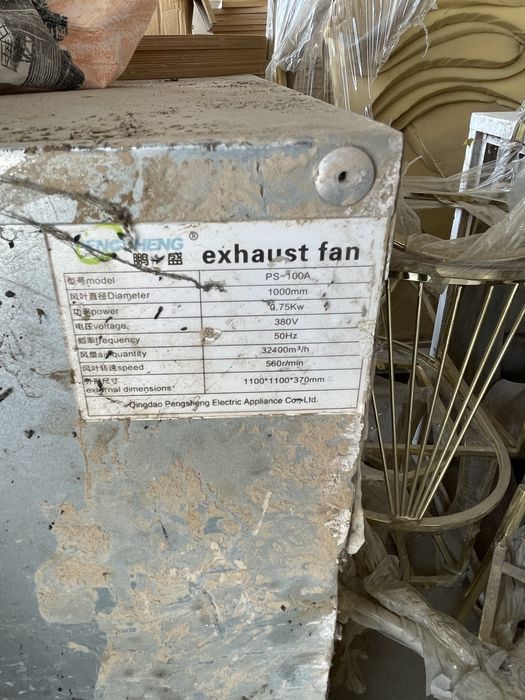 ENGSHENG ®
鹏 盛
exhaust fan
型号model PS-100A
风叶直径Diameter 1000mm
功率power 0.75Kw
电压voltage, 380V
频率frequency 50Hz
风量air quantity 32400m³/h
风叶转速speed 560r/min
外形尺寸 external dimensions 1100*1100*370mm
Qingdao Pengsheng Electric Appliance Con Ltd.